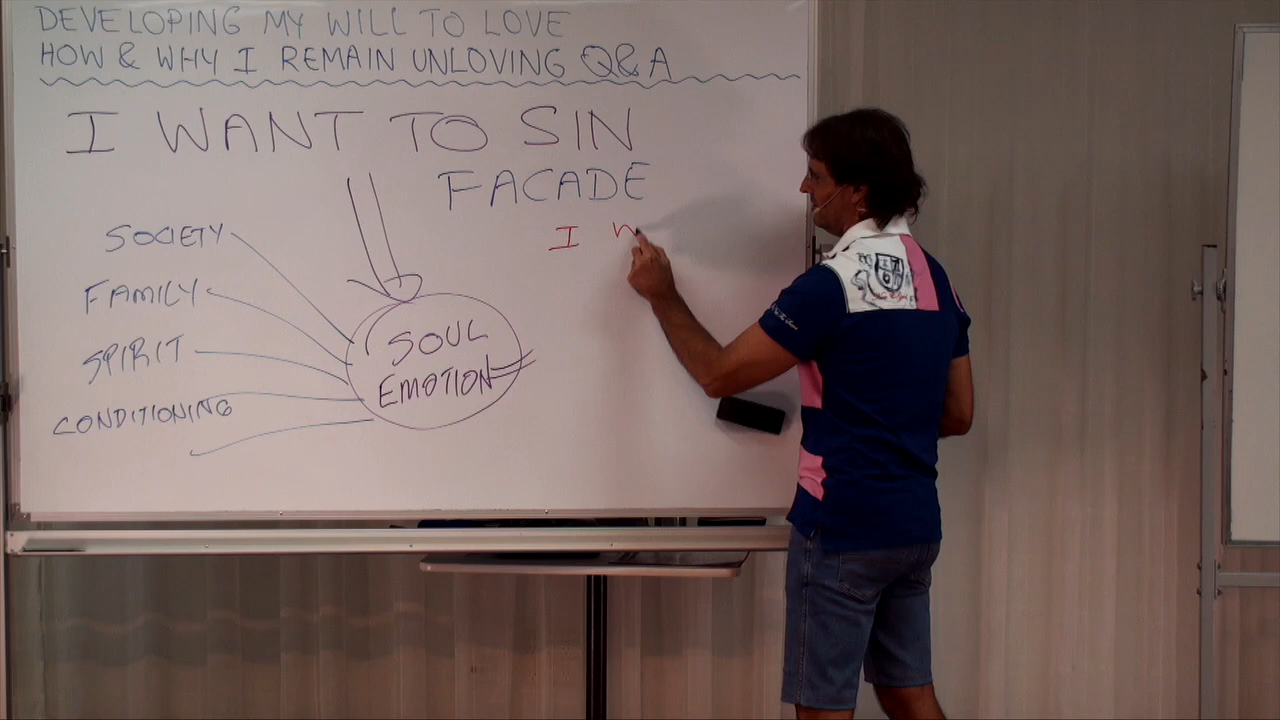 DEVELOPING MY WILL TO LOVE
HOW & WHY I REMAIN UNLOVING Q&A
I WANT TO SIN
FACADE
I W
SOCIETY
FAMILY
SPIRIT
CONDITIONING
SOUL
EMOTION